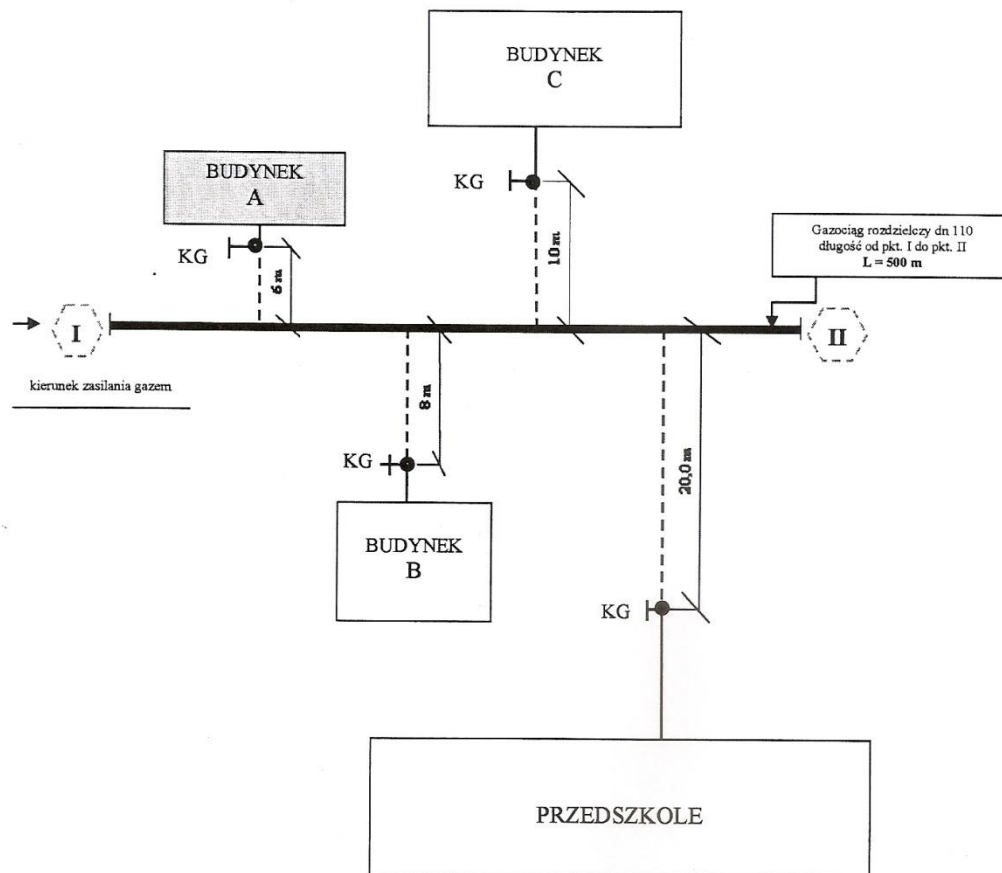 BUDYNEK
C
BUDYNEK
A
KG
KG
Gazociąg rozdzielczy dn 110
długość od pkt. I do pkt. II
L = 500 m
6 m
10 m
I
II
kierunek zasilania gazem
8 m
KG
20,0 m
BUDYNEK
B
KG
PRZEDSZKOLE